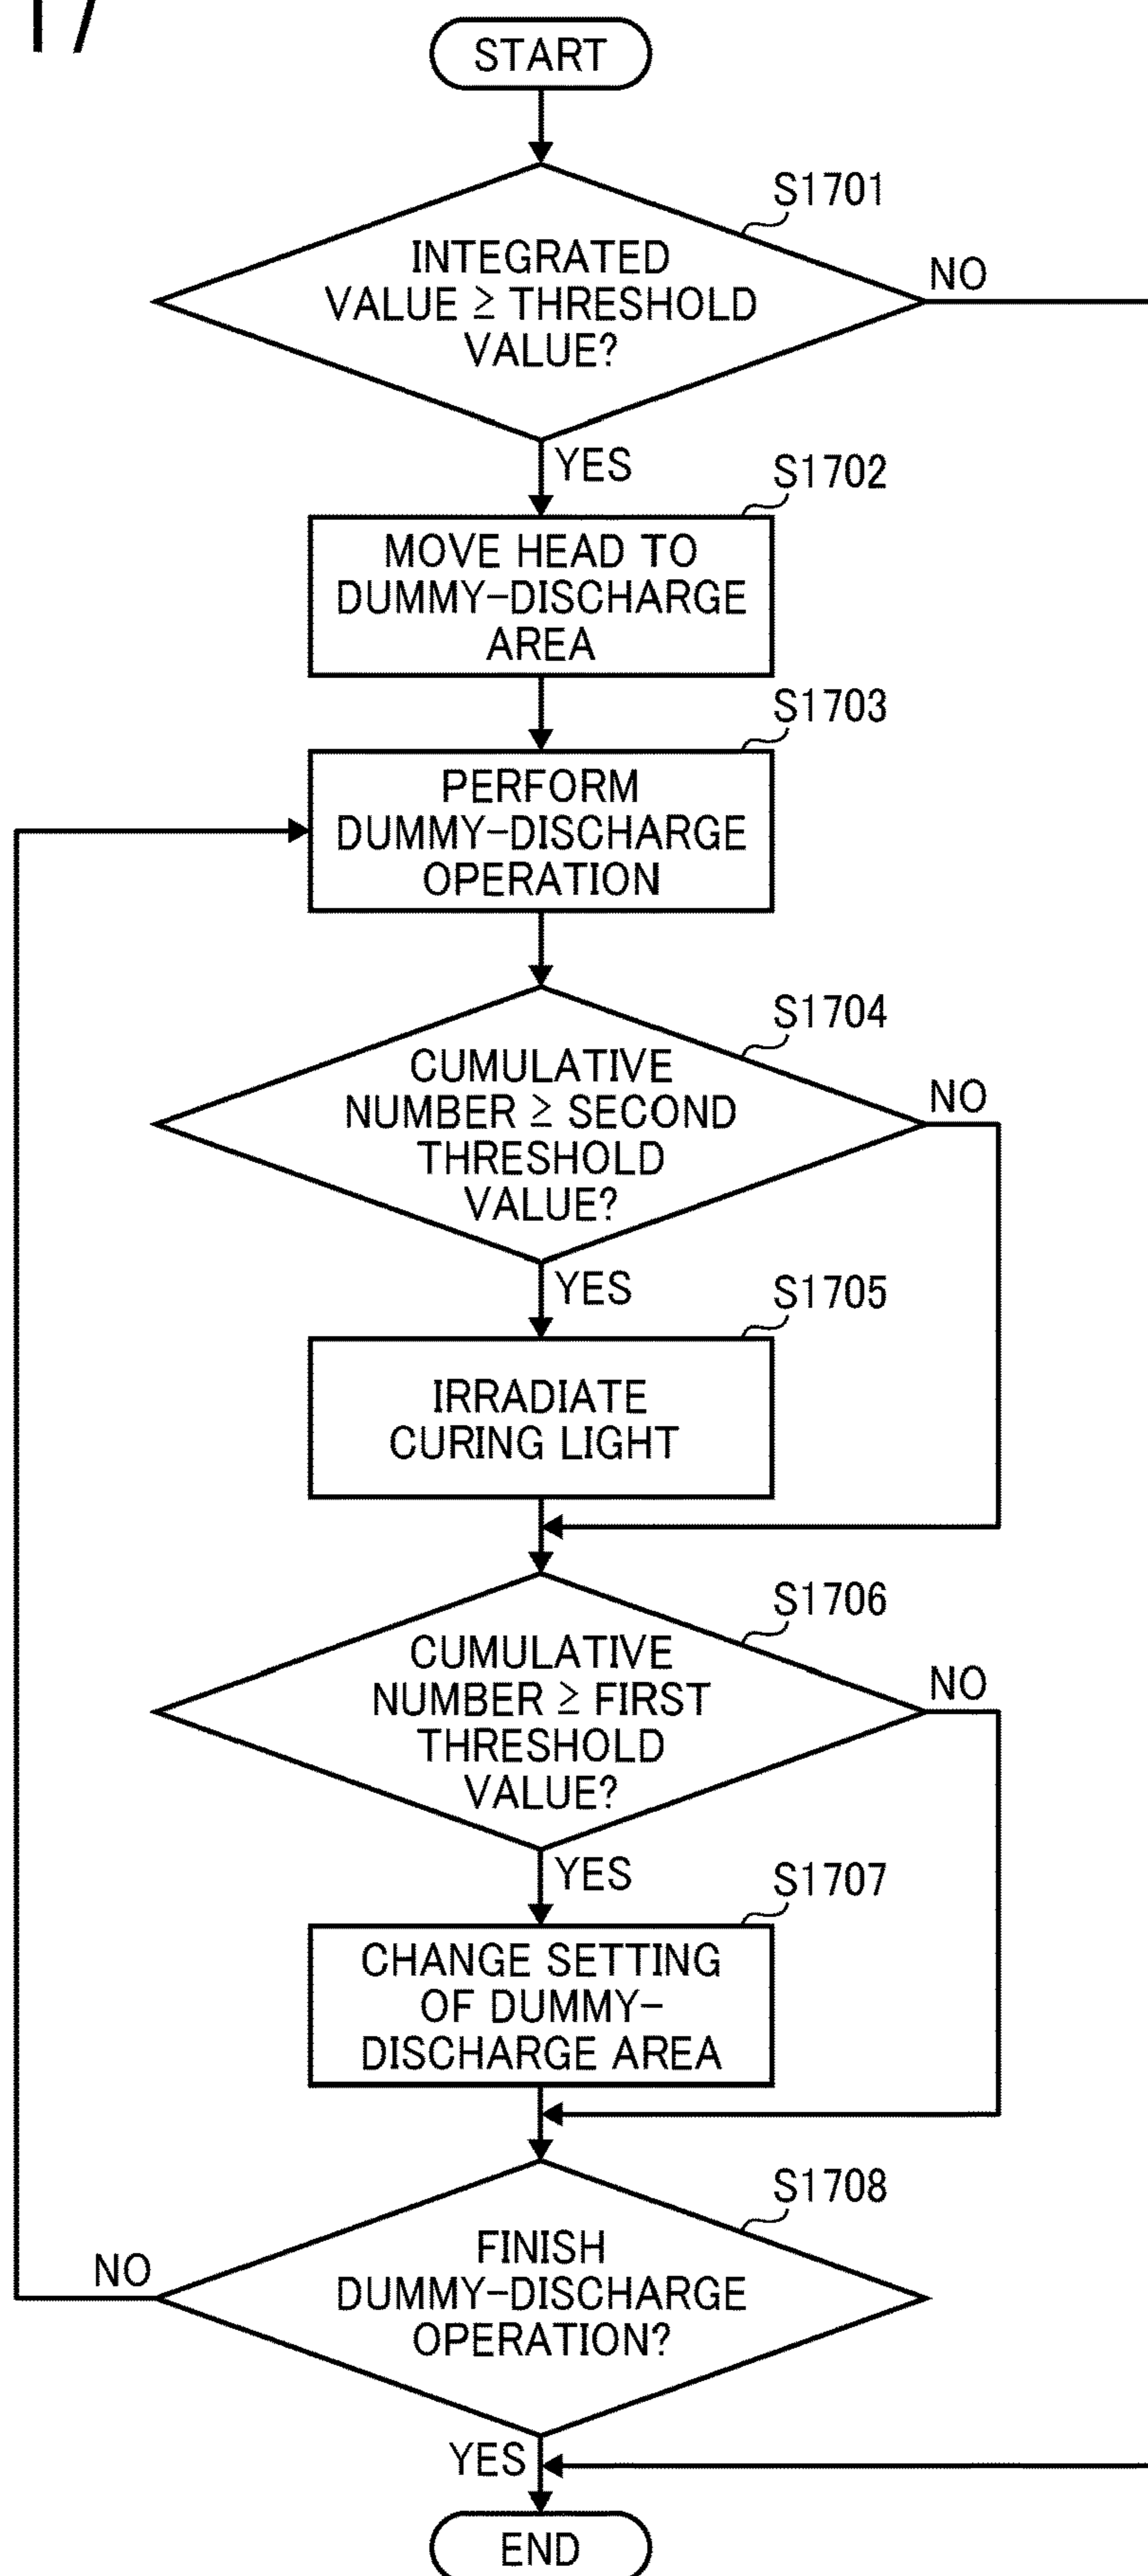 17
START
S1701
INTEGRATED
VALUE ≥ THRESHOLD
VALUE?
NO
YES
S1702
MOVE HEAD TO
DUMMY-DISCHARGE
AREA
S1703
PERFORM
DUMMY-DISCHARGE
OPERATION
S1704
CUMULATIVE
NUMBER ≥ SECOND
THRESHOLD
VALUE?
NO
YES
S1705
IRRADIATE
CURING LIGHT
S1706
CUMULATIVE
NUMBER ≥ FIRST
THRESHOLD
VALUE?
NO
YES
S1707
CHANGE SETTING
OF DUMMY-
DISCHARGE AREA
S1708
FINISH
DUMMY-DISCHARGE
OPERATION?
NO
YES
END